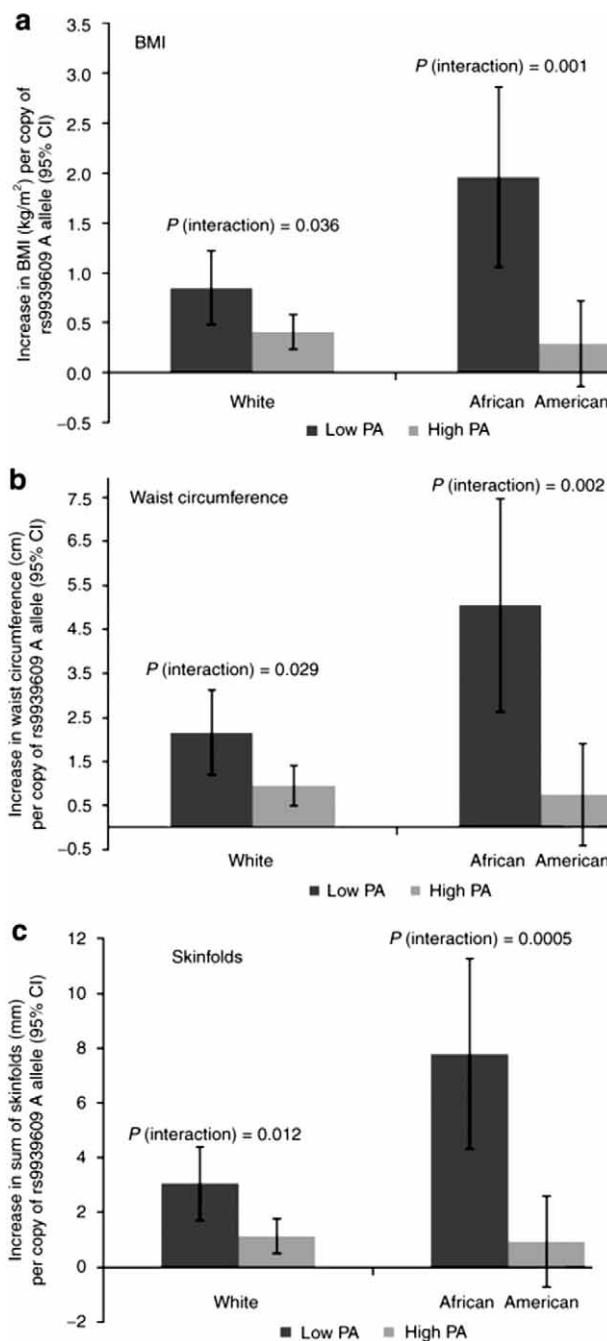 a
BMI
P (interaction) = 0.001
P (interaction) = 0.036
Increase in BMI (kg/m²) per copy of
rs9939609 A allele (95% CI)
3.5
3.0
2.5
2.0
1.5
1.0
0.5
0.0
−0.5
White
African American
Low PA
High PA
b
Waist circumference
P (interaction) = 0.002
P (interaction) = 0.029
Increase in waist circumference (cm)
per copy of rs9939609 A allele (95% CI)
7.5
6.5
5.5
4.5
3.5
2.5
1.5
0.5
−0.5
White
African American
Low PA
High PA
c
Skinfolds
P (interaction) = 0.0005
P (interaction) = 0.012
Increase in sum of skinfolds (mm)
per copy of rs9939609 A allele (95% CI)
12
10
8
6
4
2
0
−2
White
African American
Low PA
High PA